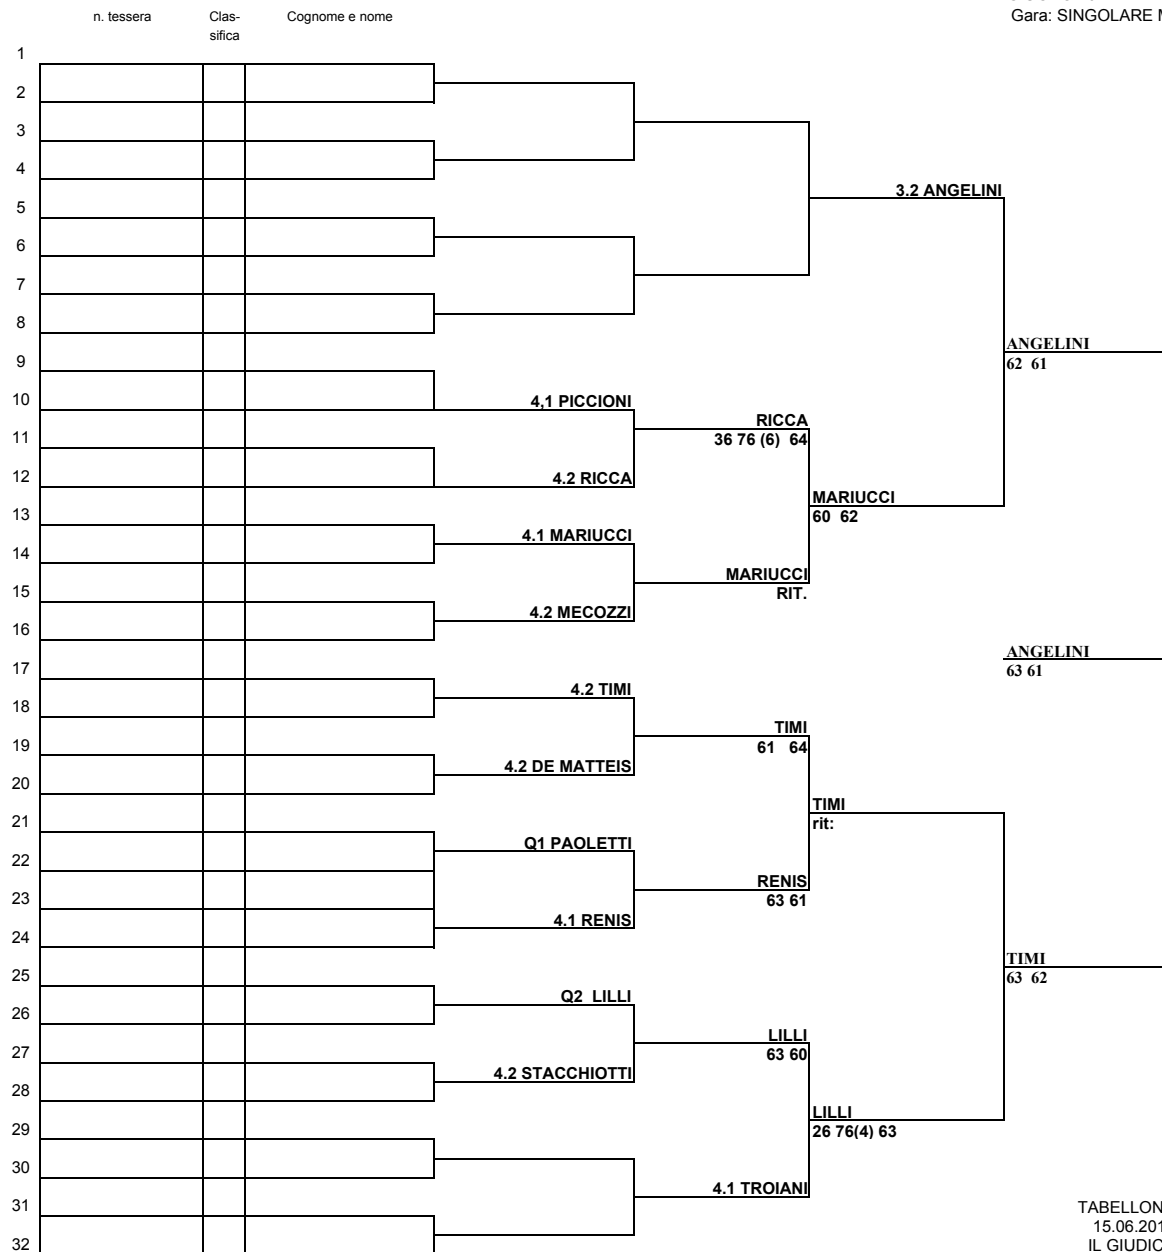 Gara: SINGOLARE M
n. tessera
Clas-
sifica
Cognome e nome
1
2
3
4
5
3.2 ANGELINI
6
7
8
ANGELINI
9
62 61
10
4,1 PICCIONI
RICCA
11
36 76 (6) 64
12
4.2 RICCA
MARIUCCI
13
60 62
4.1 MARIUCCI
14
MARIUCCI
15
RIT.
4.2 MECOZZI
16
ANGELINI
17
63 61
4.2 TIMI
18
TIMI
19
61 64
4.2 DE MATTEIS
20
TIMI
21
rit:
Q1 PAOLETTI
22
RENIS
23
63 61
4.1 RENIS
24
TIMI
25
63 62
Q2 LILLI
26
LILLI
27
63 60
4.2 STACCHIOTTI
28
LILLI
29
26 76(4) 63
30
4.1 TROIANI
31
TABELLON
15.06.201
32
IL GIUDIC